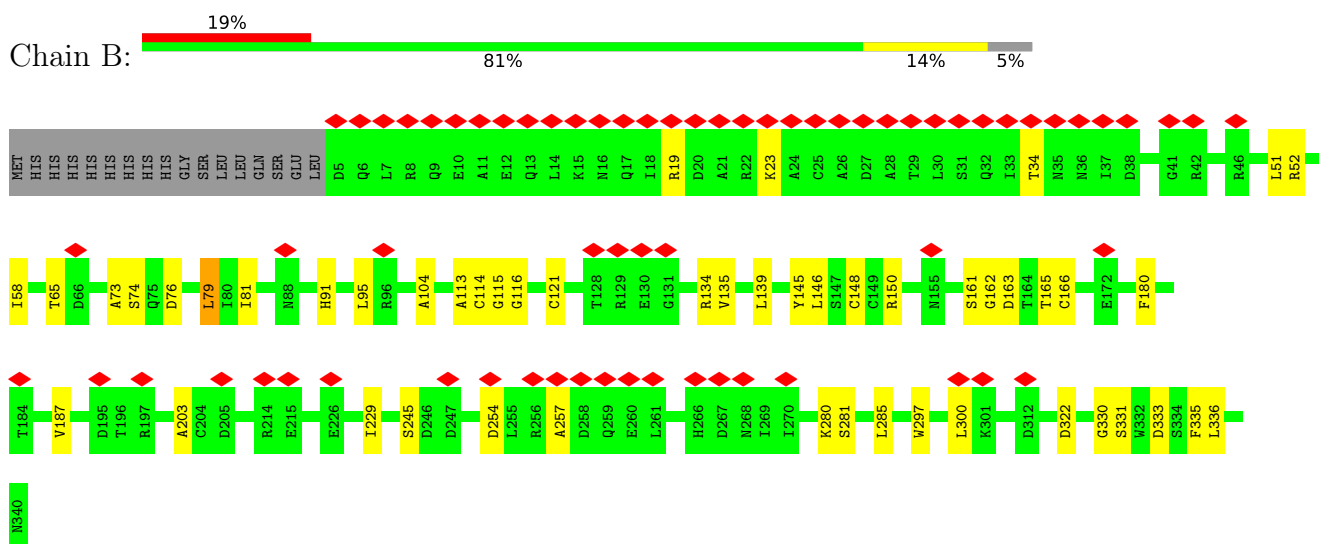 19%
Chain B:
81% 14% 5%
MET HIS HIS HIS HIS HIS HIS HIS HIS GLY SER LEU LEU GLN SER GLU LEU D5 Q6 L7 R8 Q9 E10 A11 E12 Q13 L14 K15 N16 Q17 I18 R19 D20 A21 R22 K23 A24 C25 A26 D27 A28 T29 L30 S31 Q32 I33 T34 N35 N36 I37 D38 G41 R42 R46 L51 R52
I58 T65 D66 A73 S74 Q75 D76 L79 I80 I81 N88 H91 L95 R96 A104 A113 C114 G115 G116 C121 T128 R129 E130 G131 R134 V135 L139 Y145 L146 S147 C148 C149 R150 N155 S161 G162 D163 T164 T165 C166 E172 F180
T184 V187 D195 T196 R197 A203 C204 D205 R214 E215 E226 I229 S245 D246 D247 D254 L255 R256 A257 D258 Q259 E260 L261 H266 D267 N268 I269 I270 K280 S281 L285 W297 L300 K301 D312 D322 G330 S331 W332 D333 S334 F335 L336
N340